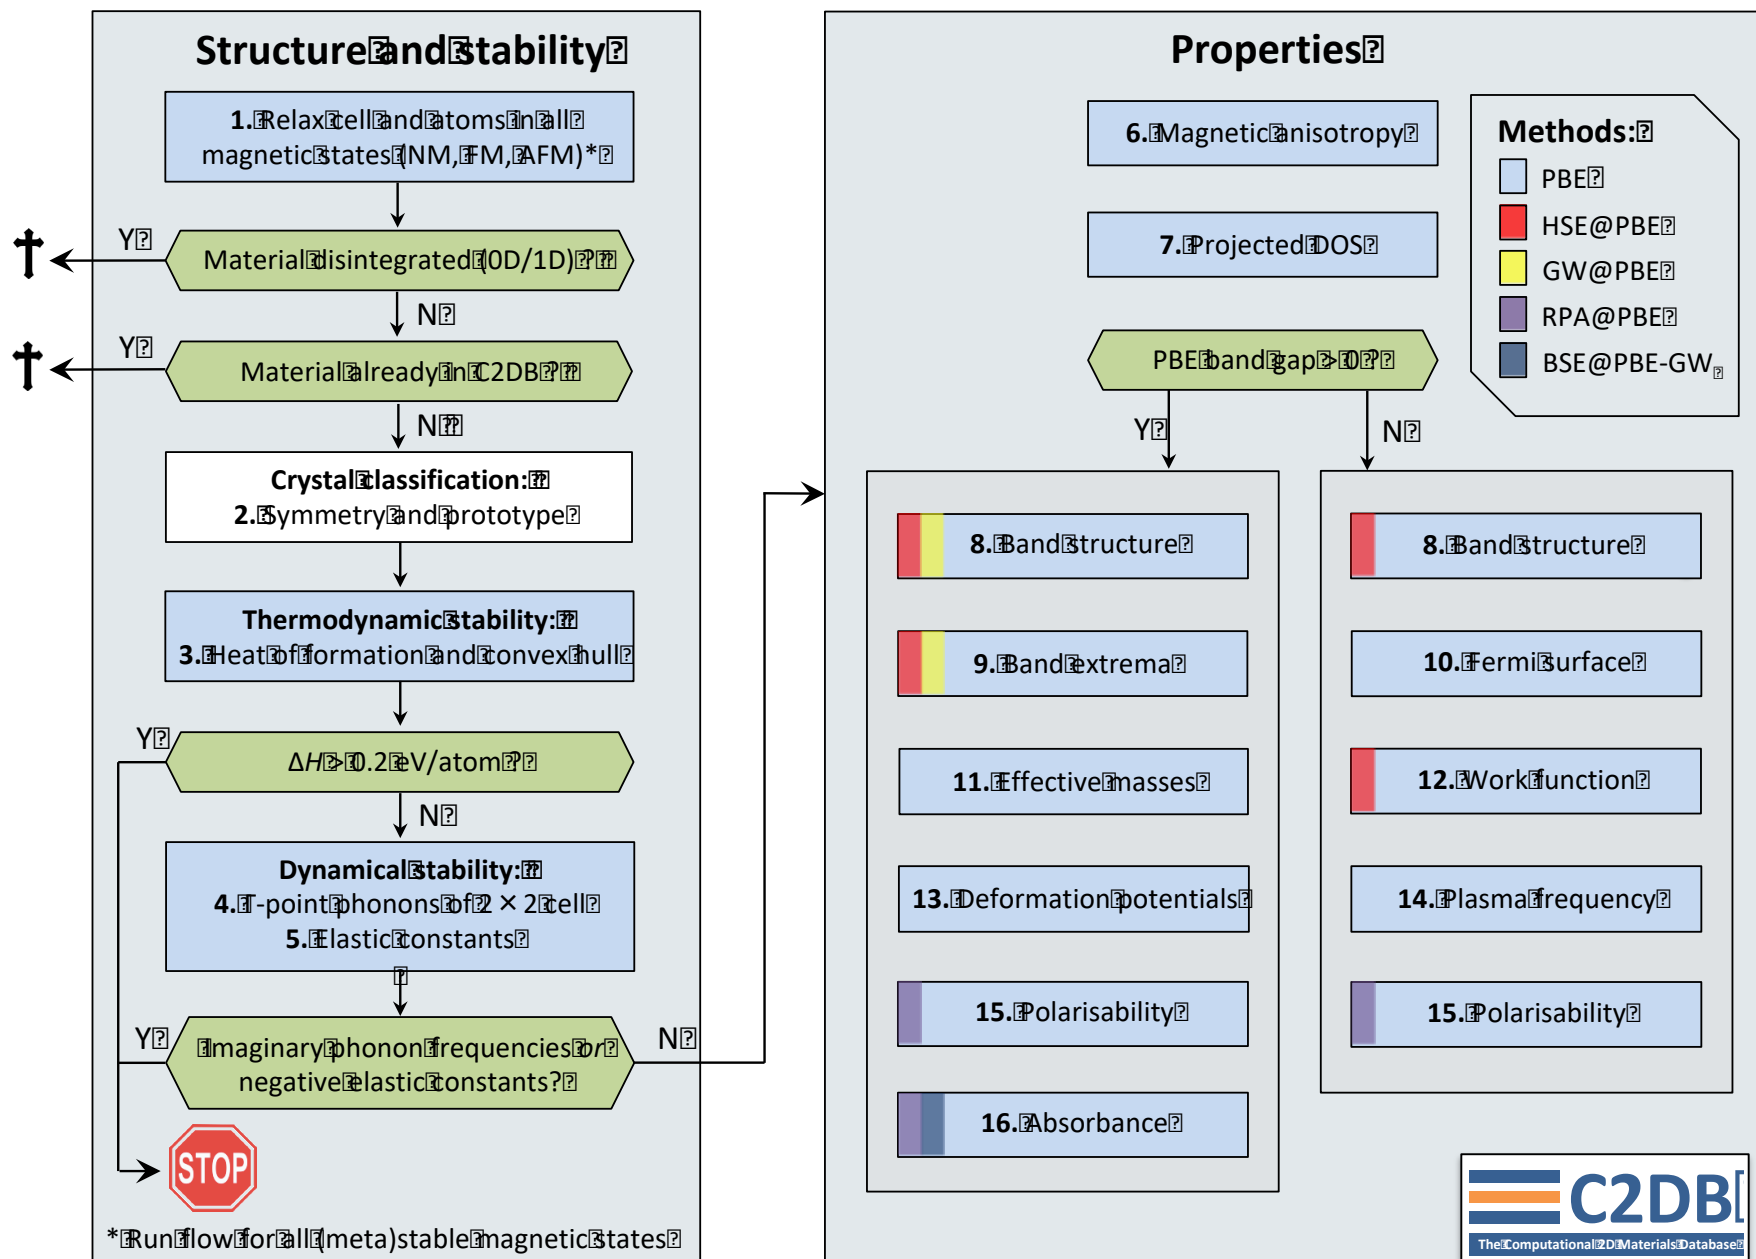 Structure and stability
1. Relax cell and atoms in all
magnetic states (NM, FM, AFM)*
Y
Material disintegrated (0D/1D) ?
N
Y
Material already in C2DB ?
N
Crystal classification:
2. Symmetry and prototype
Thermodynamic stability:
3. Heat of formation and convex hull
Y
ΔH > 0.2 eV/atom ?
N
Dynamical stability:
4. Γ-point phonons of 2 × 2 cell
5. Elastic constants
Y
Imaginary phonon frequencies or
negative elastic constants?
N
STOP
* Run flow for all (meta)stable magnetic states
Properties
6. Magnetic anisotropy
7. Projected DOS
PBE band gap > 0 ?
Y
N
Methods:
PBE
HSE@PBE
GW@PBE
RPA@PBE
BSE@PBE-GW
8. Band structure
9. Band extrema
11. Effective masses
13. Deformation potentials
15. Polarisability
16. Absorbance
8. Band structure
10. Fermi surface
12. Work function
14. Plasma frequency
15. Polarisability
C2DB
The Computational 2D Materials Database